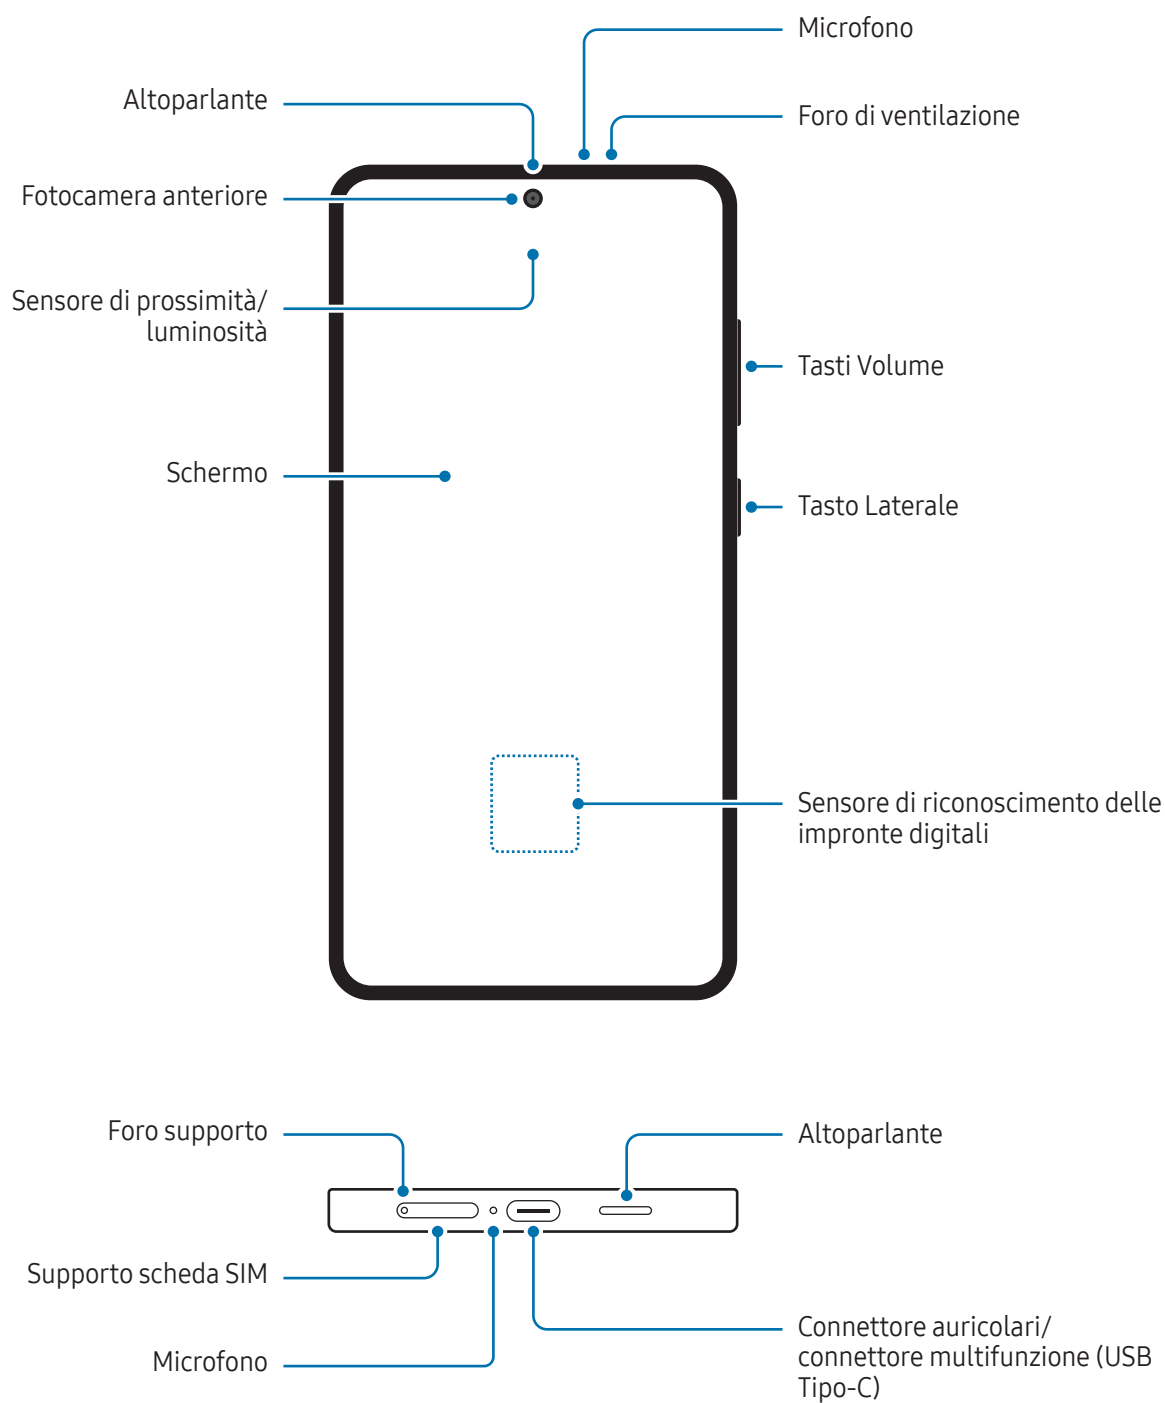 Microfono
Altoparlante
Foro di ventilazione
Fotocamera anteriore
Sensore di prossimità/
luminosità
Tasti Volume
Schermo
Tasto Laterale
Sensore di riconoscimento delle
impronte digitali
Foro supporto
Altoparlante
Supporto scheda SIM
Microfono
Connettore auricolari/
connettore multifunzione (USB
Tipo-C)